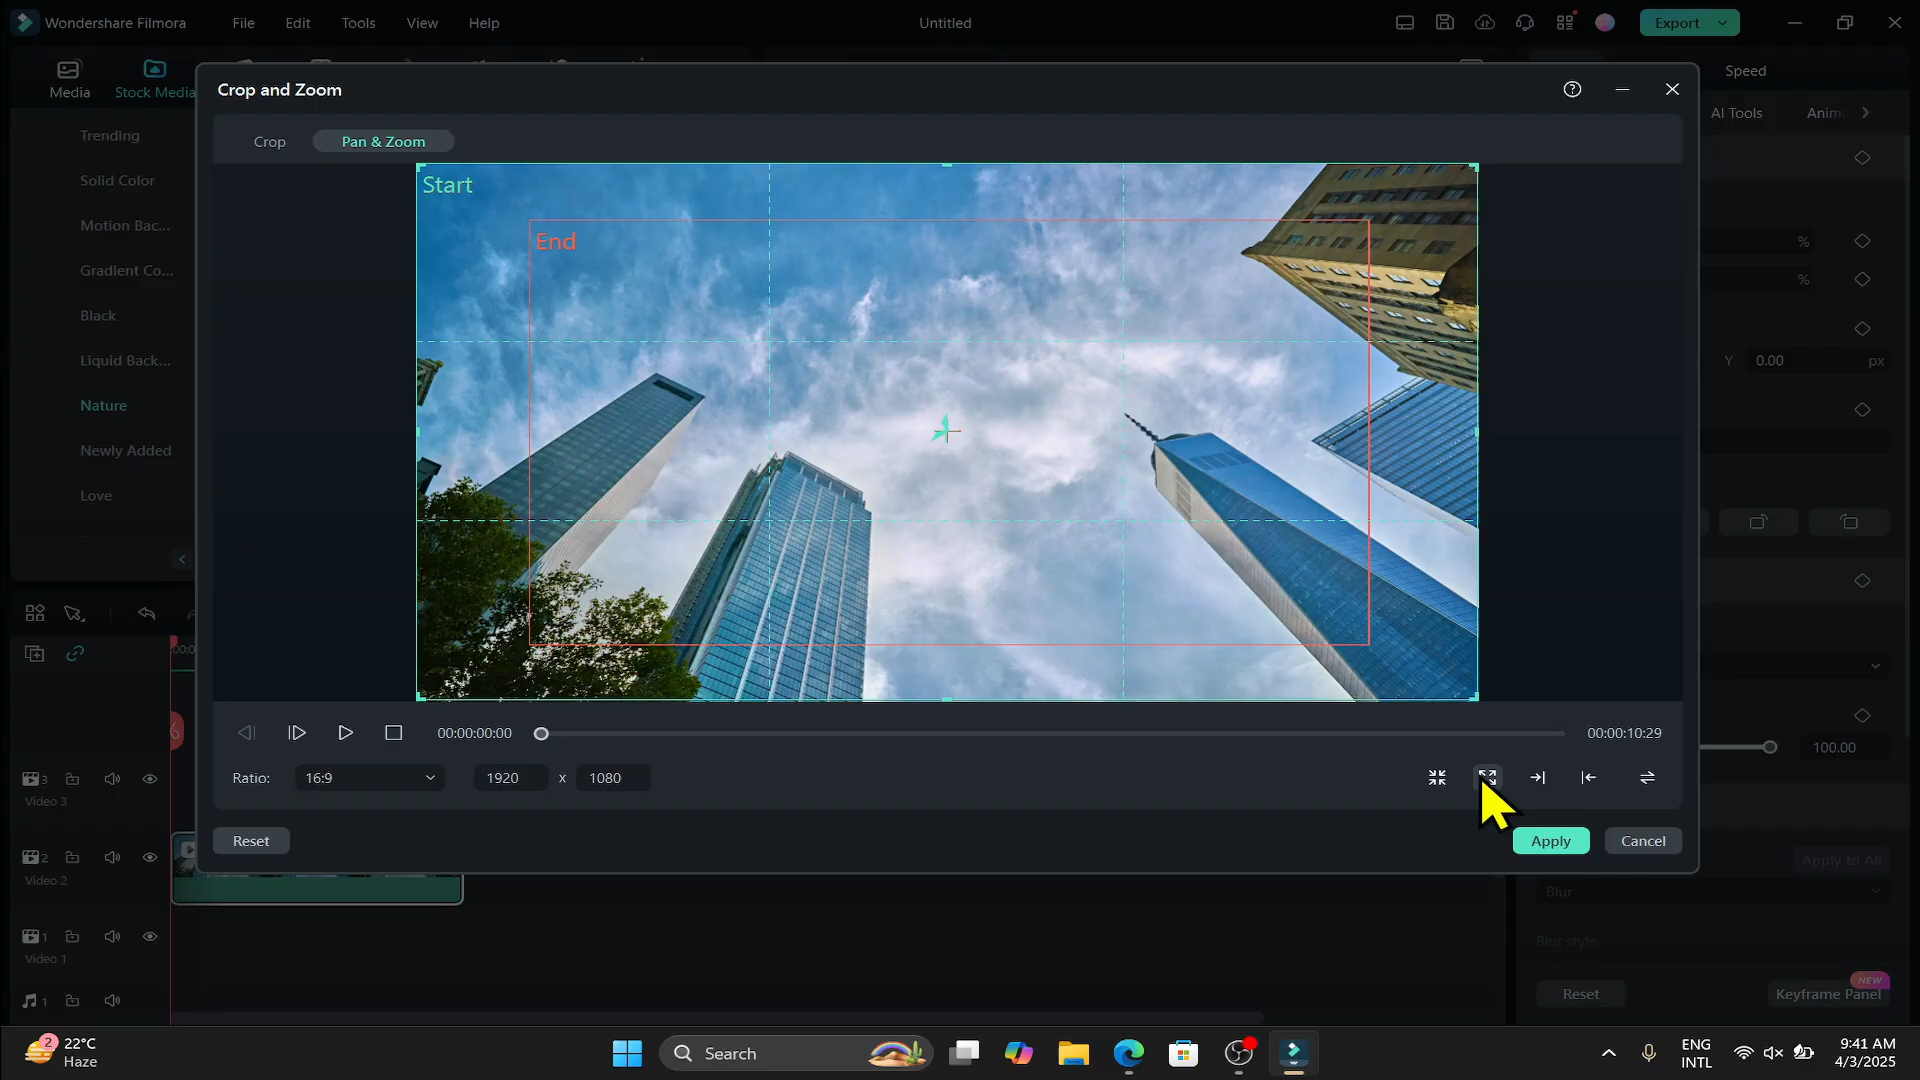 Wondershare Filmora
File
Edit
Tools
View
Help
Untitled
Export
Media
Stock Media
Speed
AI Tools
Anima
Crop and Zoom
Crop
Pan & Zoom
Trending
Solid Color
Motion Bac...
Gradient Co...
Black
Liquid Back...
Nature
Newly Added
Love
Start
End
%
%
Y 0.00 px
00:00:00:00
00:00:10:29
Ratio: 16:9 1920 x 1080
100.00
Reset
Apply
Cancel
3
Video 3
2
Video 2
1
Video 1
1
Apply to All
Blur
Blur style
Reset
NEW
Keyframe Panel
2
22°C
Haze
Search
ENG
INTL
9:41 AM
4/3/2025